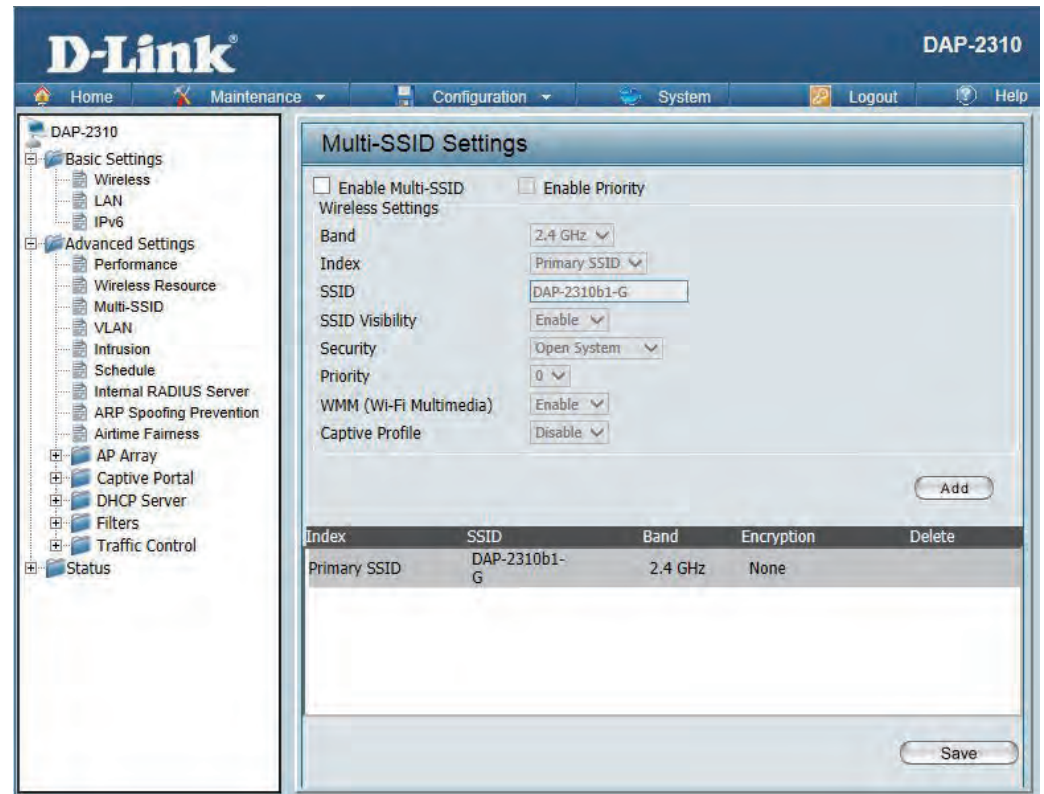 D-Link®
DAP-2310
Home Maintenance Configuration System Logout Help
DAP-2310
Basic Settings
Wireless
LAN
IPv6
Advanced Settings
Performance
Wireless Resource
Multi-SSID
VLAN
Intrusion
Schedule
Internal RADIUS Server
ARP Spoofing Prevention
Airtime Fairness
AP Array
Captive Portal
DHCP Server
Filters
Traffic Control
Status
Multi-SSID Settings
Enable Multi-SSID Enable Priority
Wireless Settings
Band 2.4 GHz
Index Primary SSID
SSID DAP-2310b1-G
SSID Visibility Enable
Security Open System
Priority 0
WMM (Wi-Fi Multimedia) Enable
Captive Profile Disable
Add
Index SSID Band Encryption Delete
Primary SSID DAP-2310b1-
G 2.4 GHz None
Save